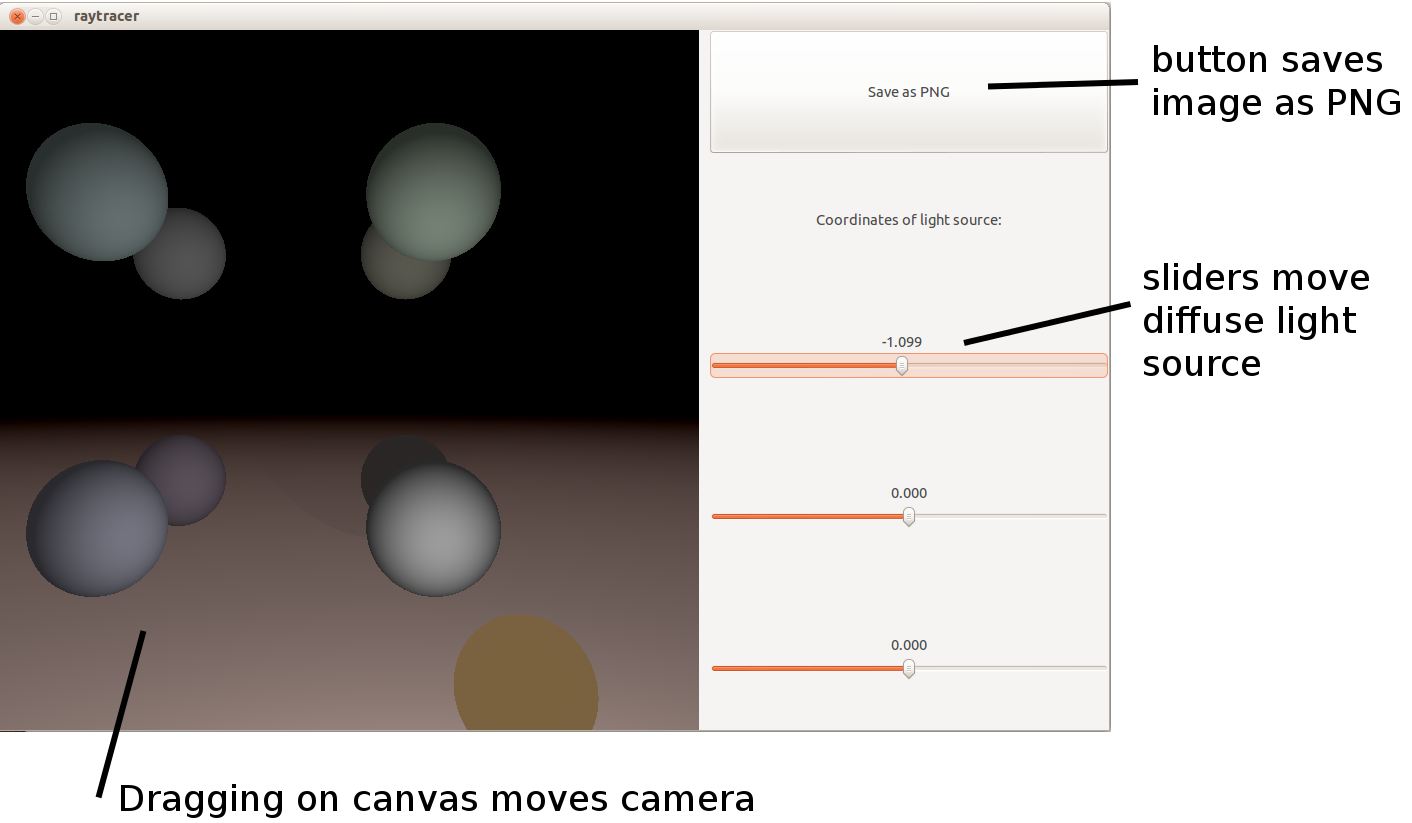 raytracer
Save as PNG
button saves
image as PNG
Coordinates of light source:
sliders move
diffuse light
source
-1.099
0.000
0.000
Dragging on canvas moves camera